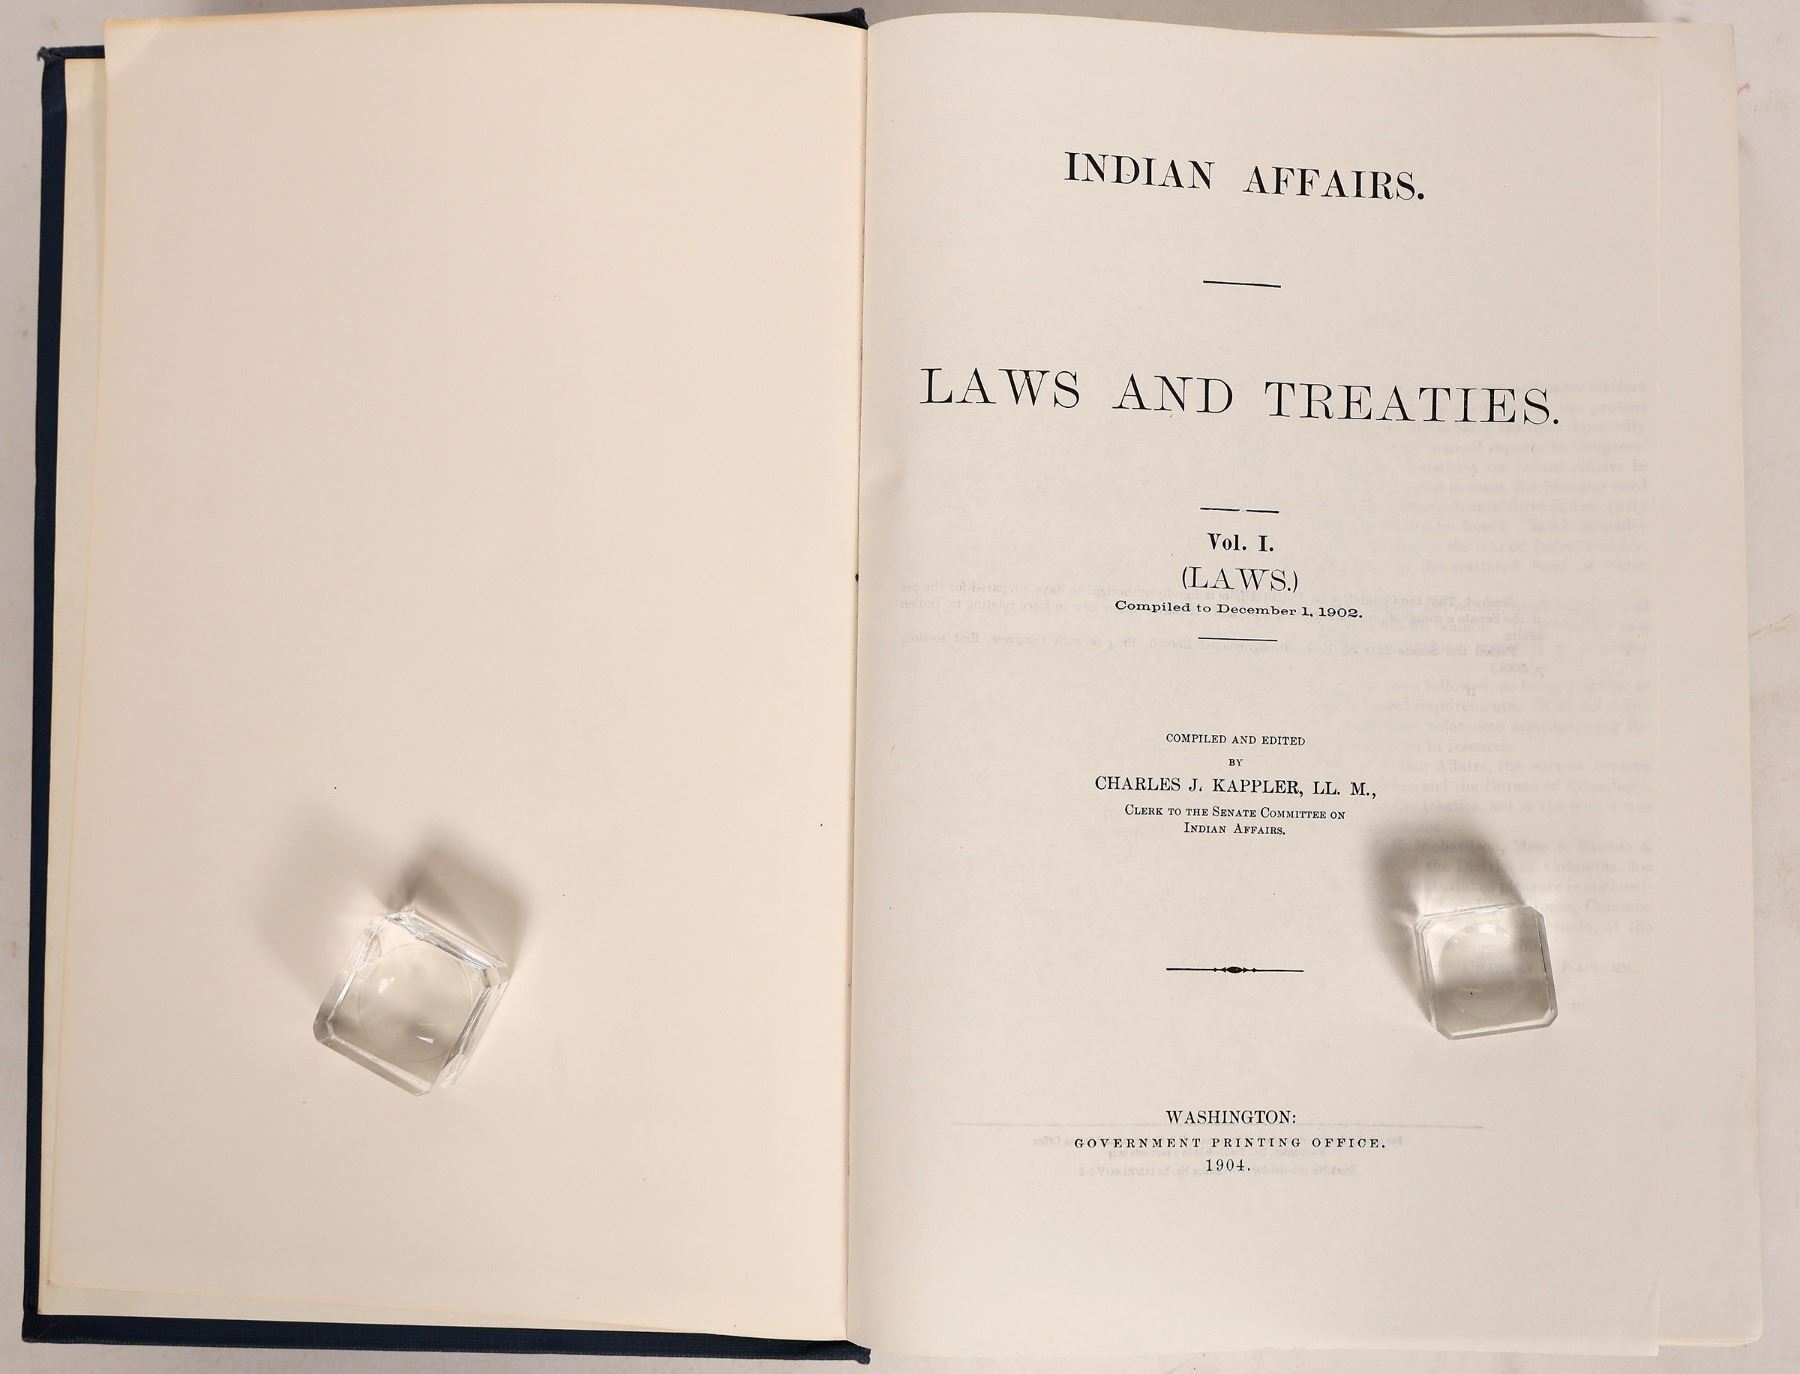 INDIAN AFFAIRS.
LAWS AND TREATIES.
Vol. I.
(LAWS.)
Compiled to December 1, 1902.
COMPILED AND EDITED
BY
CHARLES J. KAPPLER, LL. M.,
CLERK TO THE SENATE COMMITTEE ON
INDIAN AFFAIRS.
WASHINGTON:
GOVERNMENT PRINTING OFFICE.
1904.